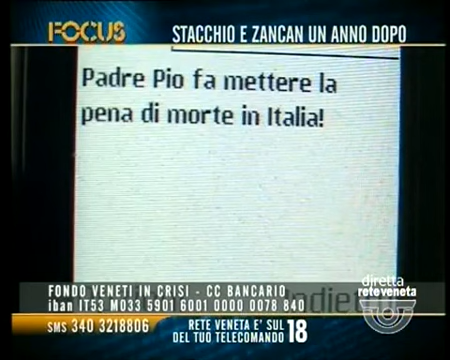 FOCUS
STACCHIO E ZANCAN UN ANNO DOPO
Padre Pio fa mettere la
pena di morte in Italia!
FONDO VENETI IN CRISI - CC BANCARIO
iban IT53 M033 5901 6001 0000 0078 840
diretta
reteveneta
SMS 340 3218806
RETE VENETA E' SUL
DEL TUO TELECOMANDO 18